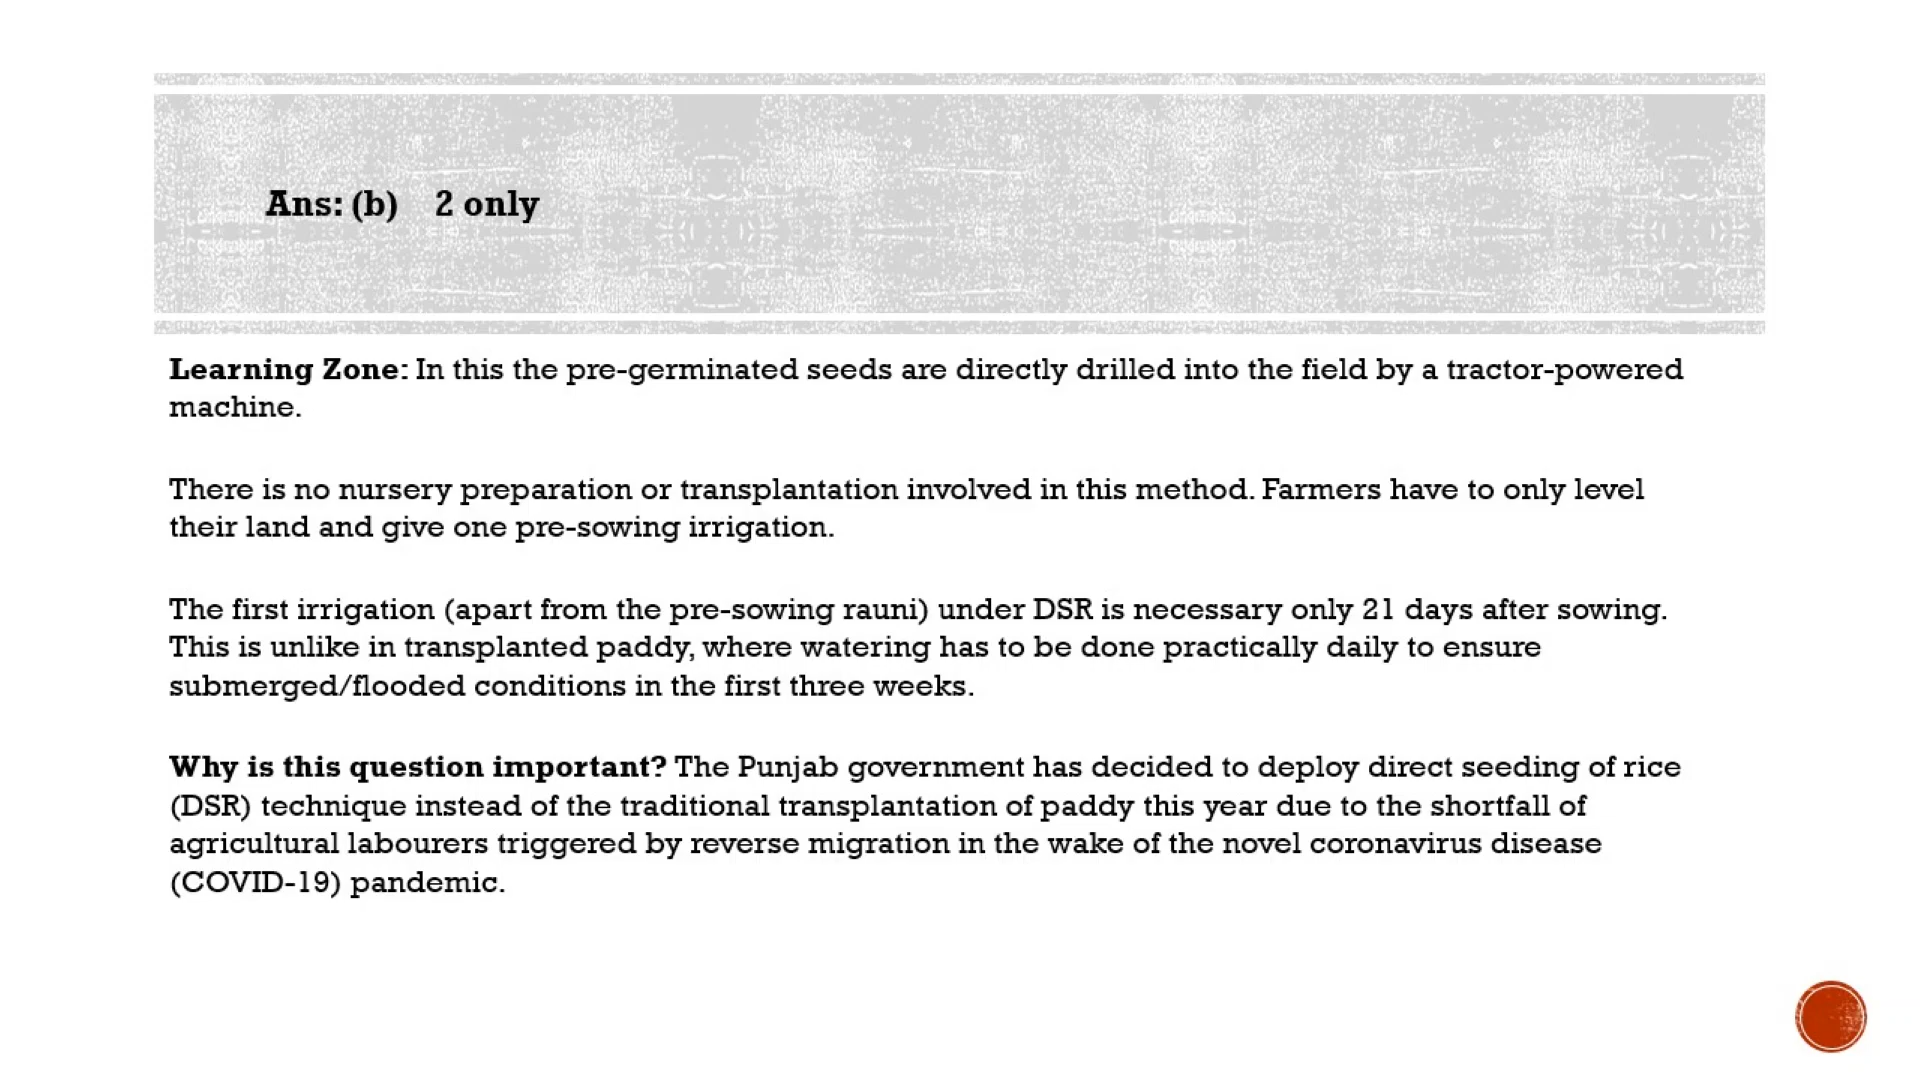 Ans: (b) 2 only
Learning Zone: In this the pre-germinated seeds are directly drilled into the field by a tractor-powered
machine.
There is no nursery preparation or transplantation involved in this method. Farmers have to only level
their land and give one pre-sowing irrigation.
The first irrigation (apart from the pre-sowing rauni) under DSR is necessary only 21 days after sowing.
This is unlike in transplanted paddy, where watering has to be done practically daily to ensure
submerged/flooded conditions in the first three weeks.
Why is this question important? The Punjab government has decided to deploy direct seeding of rice
(DSR) technique instead of the traditional transplantation of paddy this year due to the shortfall of
agricultural labourers triggered by reverse migration in the wake of the novel coronavirus disease
(COVID-19) pandemic.